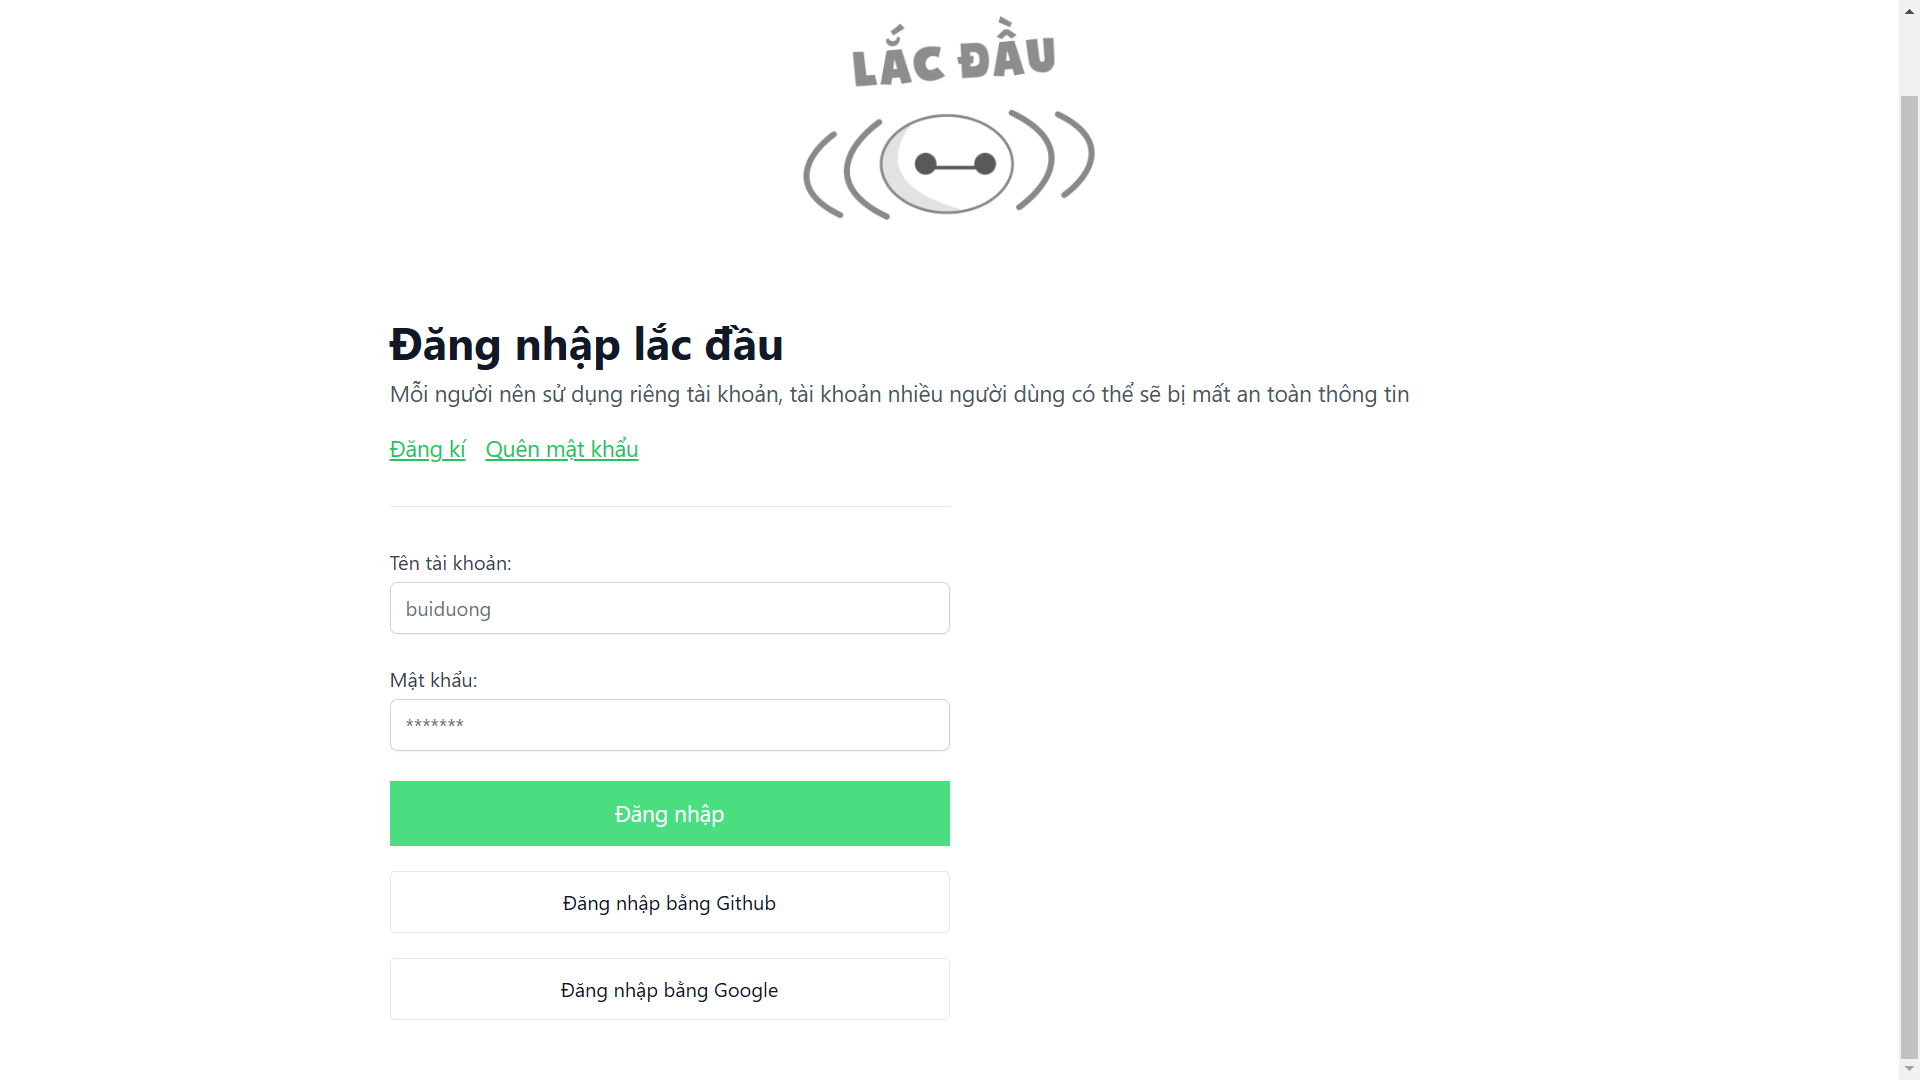 LẮC ĐẦU
Đăng nhập lắc đầu
Mỗi người nên sử dụng riêng tài khoản, tài khoản nhiều người dùng có thể sẽ bị mất an toàn thông tin
Đăng kí Quên mật khẩu
Tên tài khoản:
buiduong
Mật khẩu:
*******
Đăng nhập
Đăng nhập bằng Github
Đăng nhập bằng Google